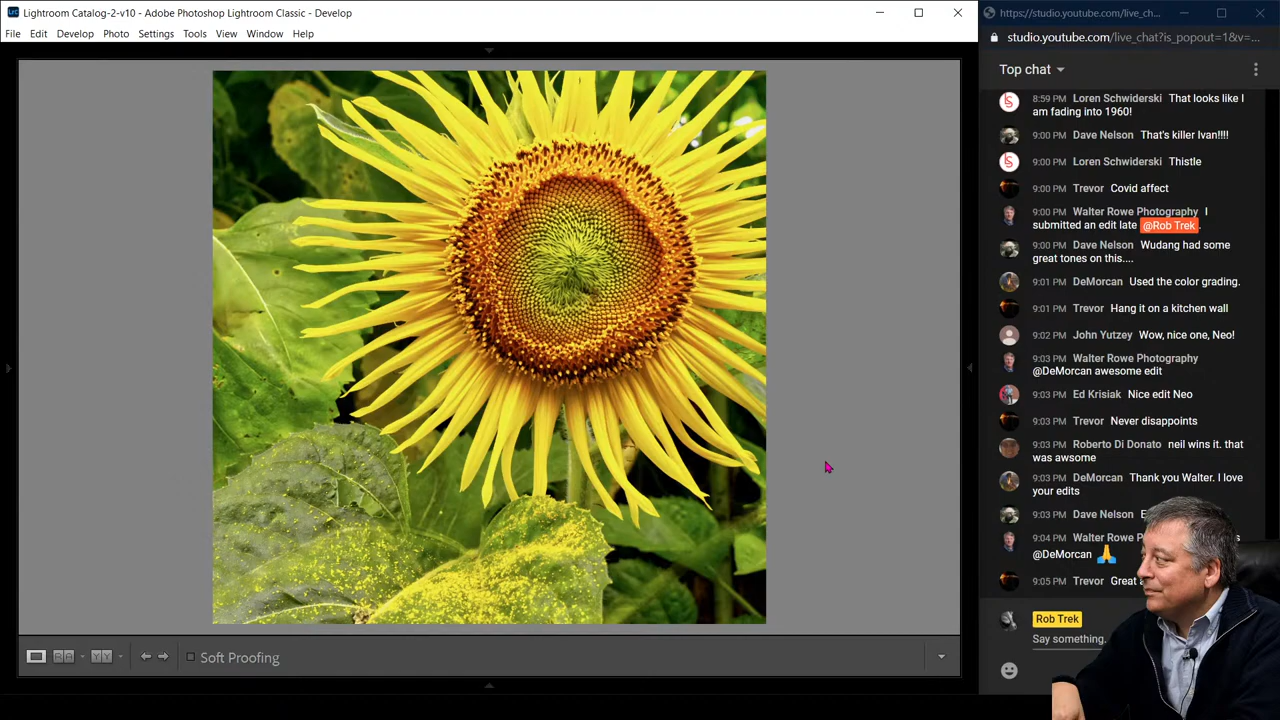 Lightroom Catalog-2-v10 - Adobe Photoshop Lightroom Classic - Develop
File Edit Develop Photo Settings Tools View Window Help
Soft Proofing
https://studio.youtube.com/live_ch...
studio.youtube.com/live_chat?is_popout=1&v=...
Top chat
8:59 PM Loren Schwiderski That looks like I
am fading into 1960!
9:00 PM Dave Nelson That's killer Ivan!!!!
9:00 PM Loren Schwiderski Thistle
9:00 PM Trevor Covid affect
9:00 PM Walter Rowe Photography I
submitted an edit late @Rob Trek .
9:00 PM Dave Nelson Wudang had some
great tones on this....
9:01 PM DeMorcan Used the color grading.
9:01 PM Trevor Hang it on a kitchen wall
9:02 PM John Yutzey Wow, nice one, Neo!
9:03 PM Walter Rowe Photography
@DeMorcan awesome edit
9:03 PM Ed Krisiak Nice edit Neo
9:03 PM Trevor Never disappoints
9:03 PM Roberto Di Donato neil wins it. that
was awsome
9:03 PM DeMorcan Thank you Walter. I love
your edits
9:03 PM Dave Nelson
9:04 PM Walter Rowe
@DeMorcan 🙏
9:05 PM Trevor Great
Rob Trek
Say something.